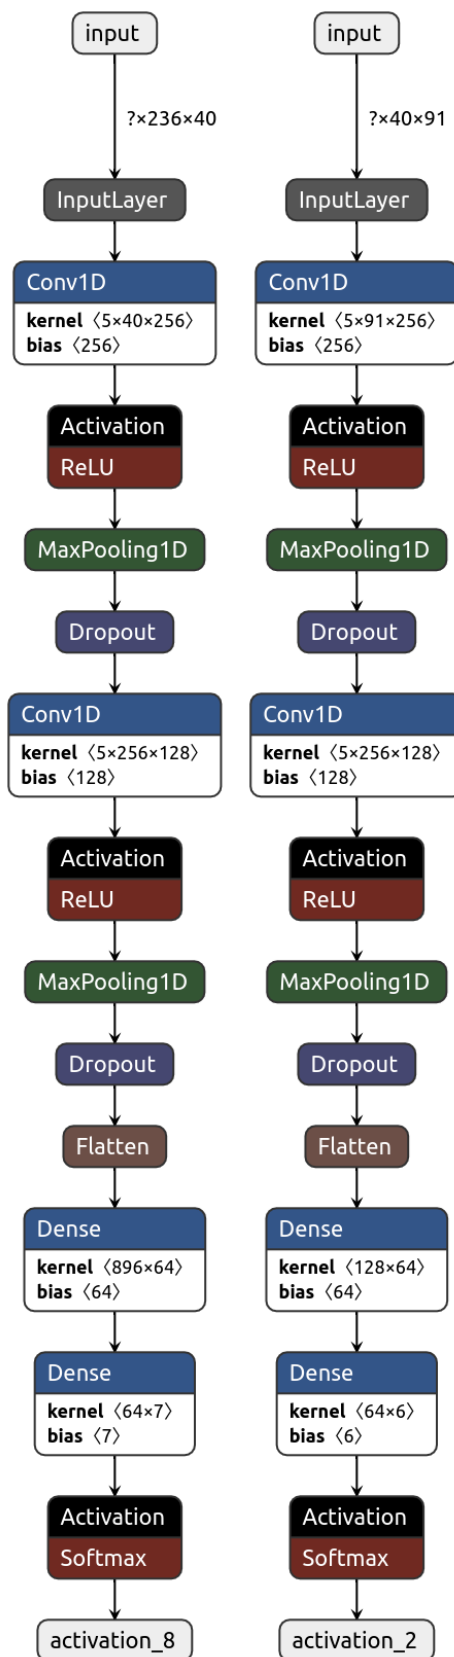 input
?×236×40
InputLayer
Conv1D
kernel 〈5×40×256〉
bias 〈256〉
Activation
ReLU
MaxPooling1D
Dropout
Conv1D
kernel 〈5×256×128〉
bias 〈128〉
Activation
ReLU
MaxPooling1D
Dropout
Flatten
Dense
kernel 〈896×64〉
bias 〈64〉
Dense
kernel 〈64×7〉
bias 〈7〉
Activation
Softmax
activation_8
input
?×40×91
InputLayer
Conv1D
kernel 〈5×91×256〉
bias 〈256〉
Activation
ReLU
MaxPooling1D
Dropout
Conv1D
kernel 〈5×256×128〉
bias 〈128〉
Activation
ReLU
MaxPooling1D
Dropout
Flatten
Dense
kernel 〈128×64〉
bias 〈64〉
Dense
kernel 〈64×6〉
bias 〈6〉
Activation
Softmax
activation_2